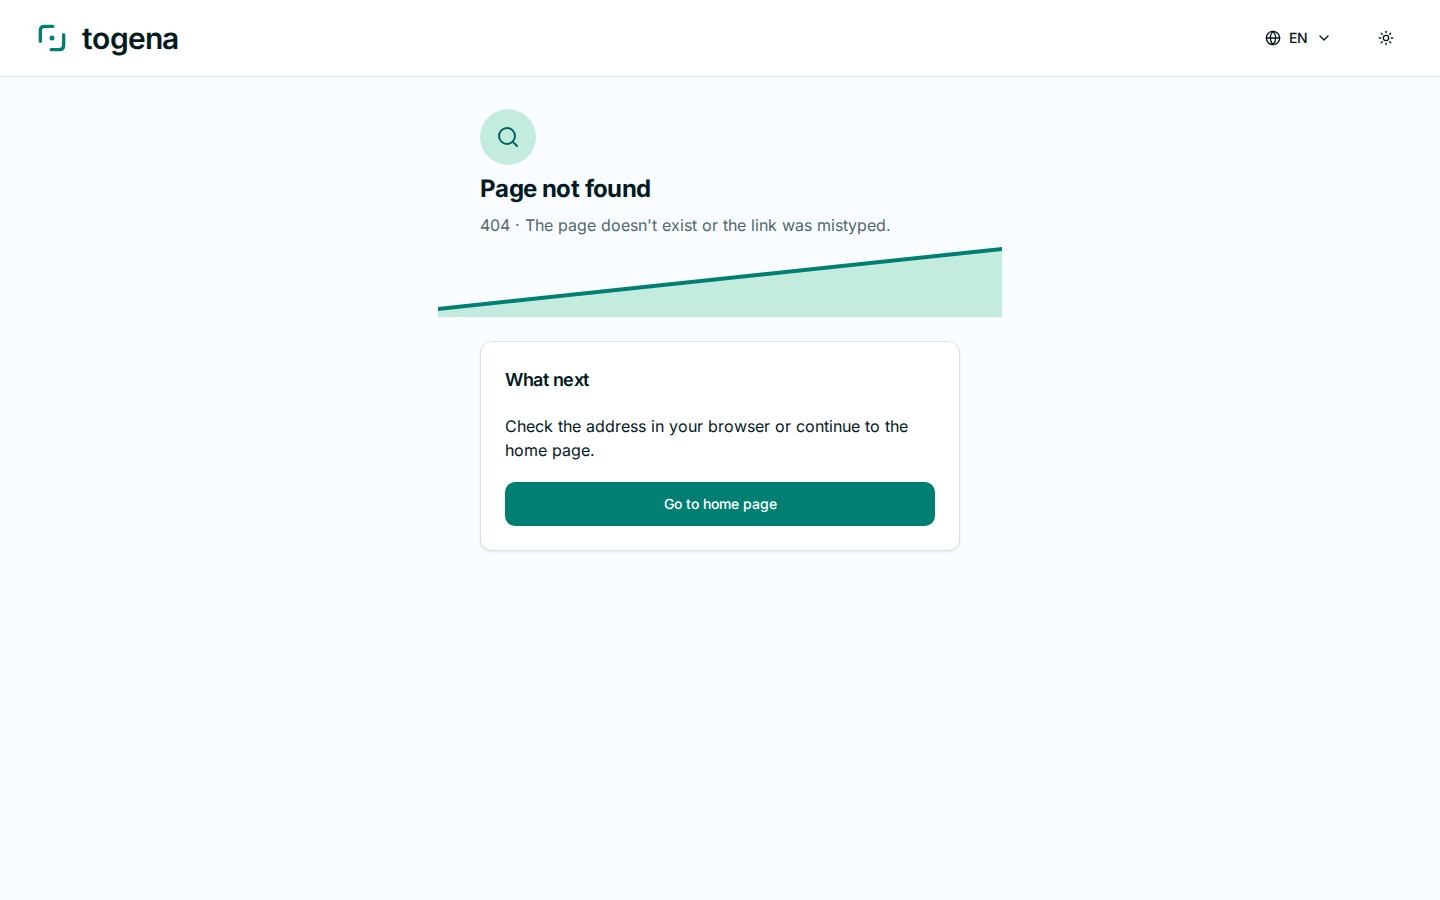 togena
EN
Page not found
404 · The page doesn't exist or the link was mistyped.
What next
Check the address in your browser or continue to the
home page.
Go to home page